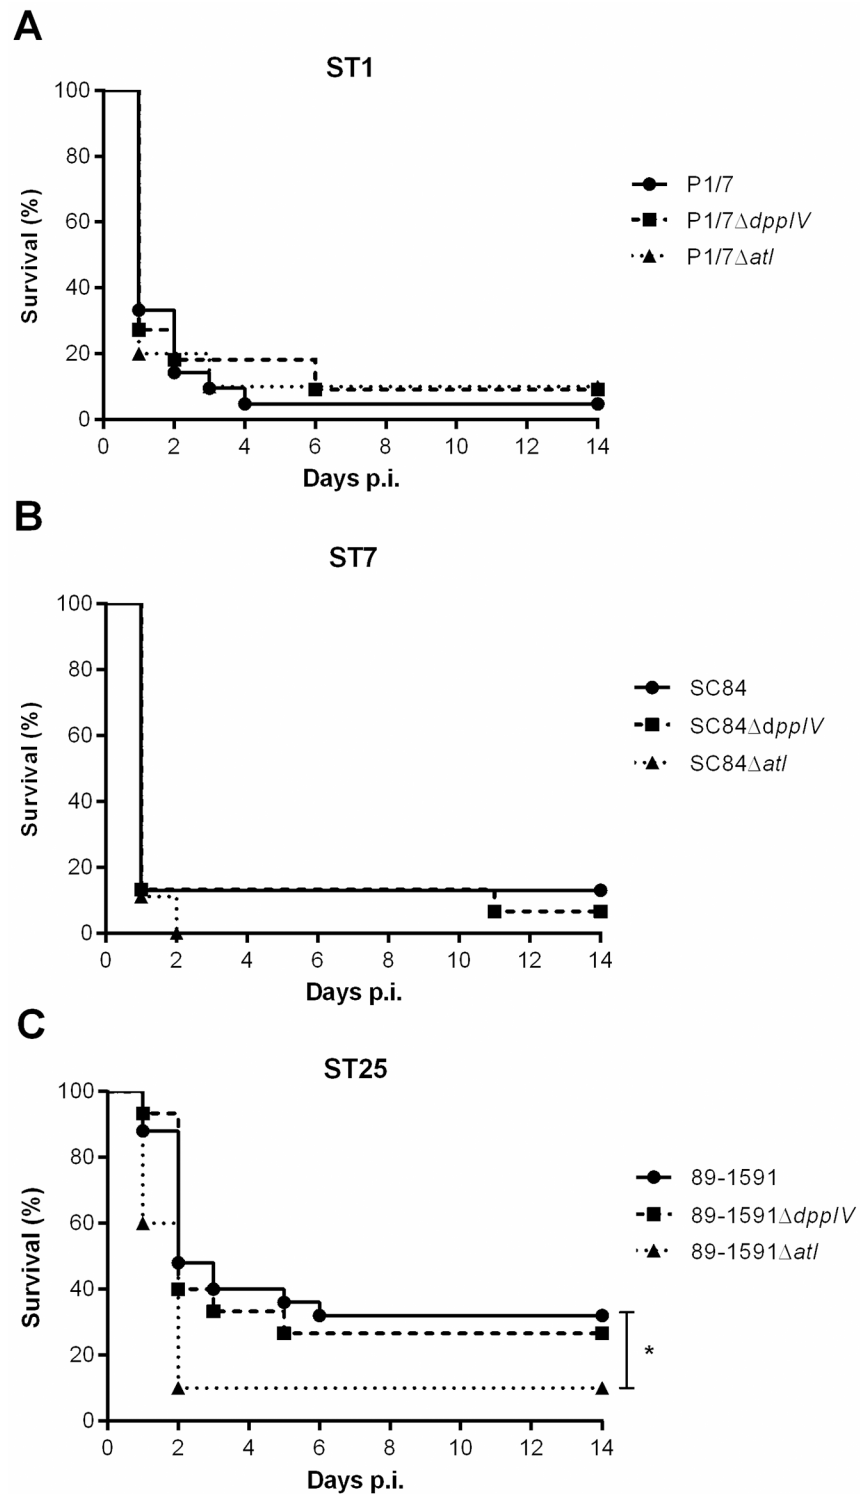 A
ST1
Survival (%)
100
80
60
40
20
0
0 2 4 6 8 10 12 14
Days p.i.
P1/7
P1/7ΔdppIV
P1/7Δatl
B
ST7
Survival (%)
100
80
60
40
20
0
0 2 4 6 8 10 12 14
Days p.i.
SC84
SC84ΔdppIV
SC84Δatl
C
ST25
Survival (%)
100
80
60
40
20
0
0 2 4 6 8 10 12 14
Days p.i.
89-1591
89-1591ΔdppIV
89-1591Δatl
*